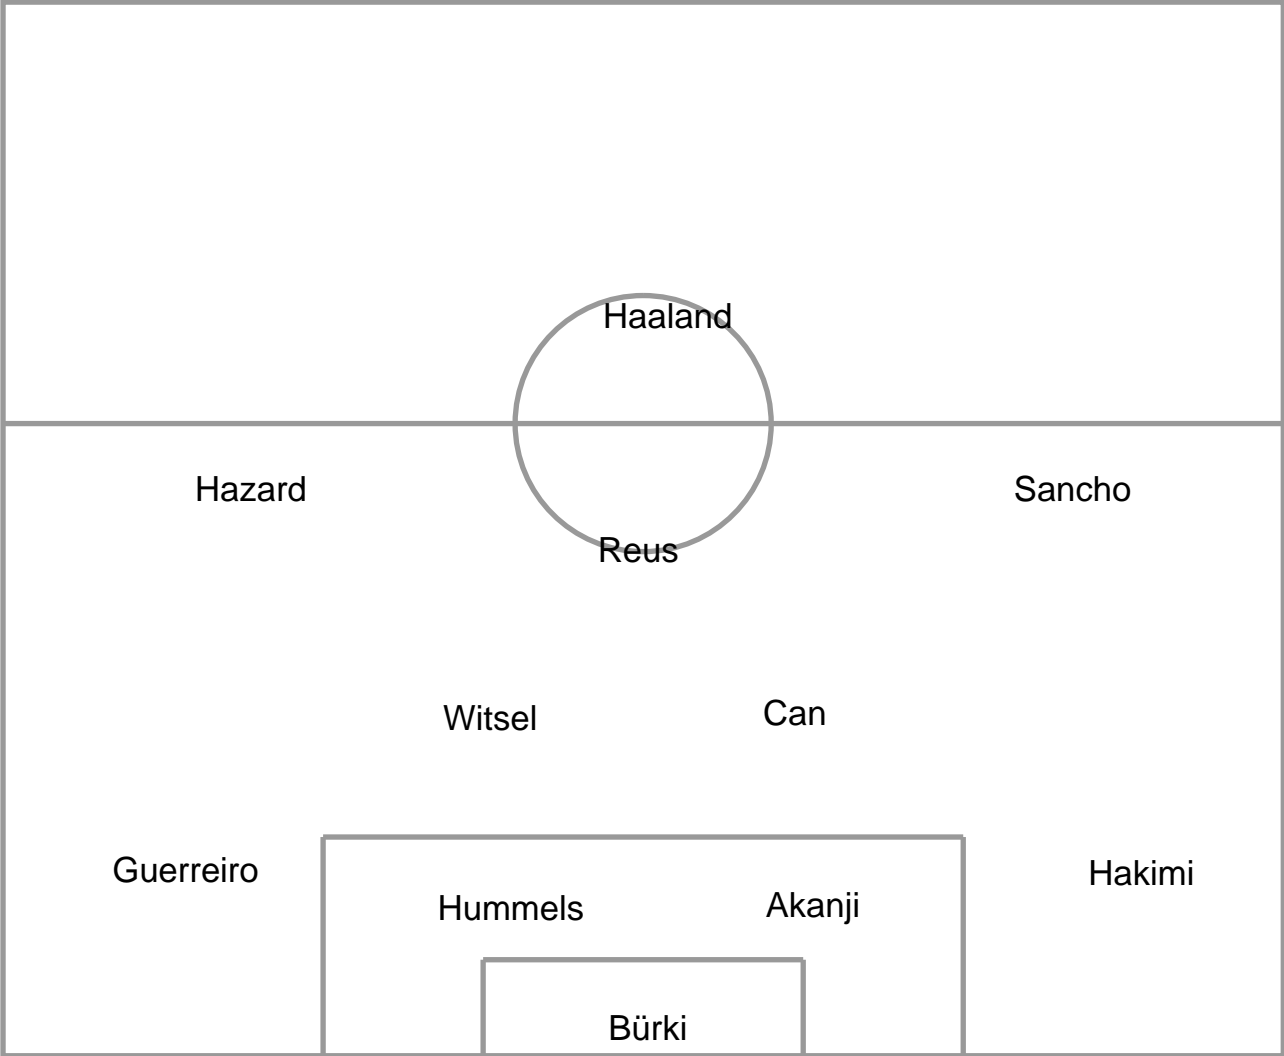 Haaland
Hazard
Sancho
Reus
Witsel
Can
Guerreiro
Hakimi
Hummels
Akanji
Bürki